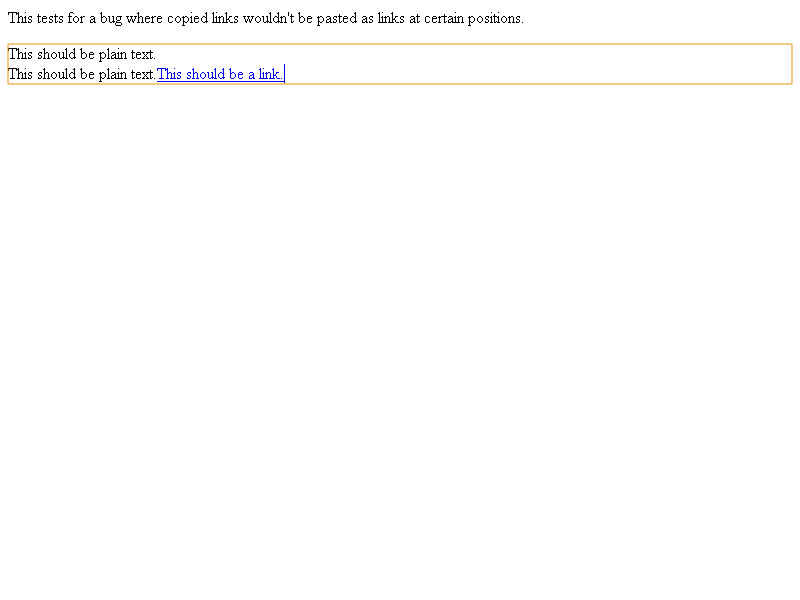 This tests for a bug where copied links wouldn't be pasted as links at certain positions.
This should be plain text.
This should be plain text.This should be a link.